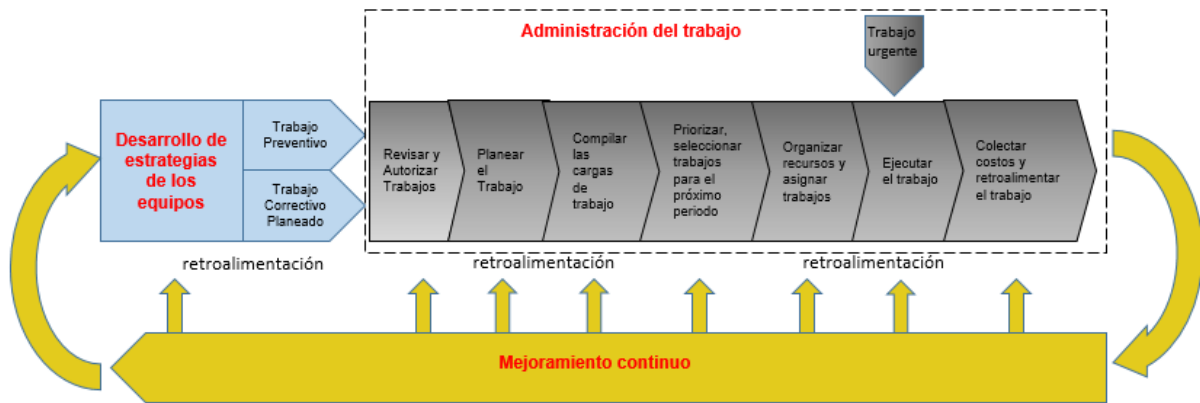 Administración del trabajo
Trabajo
urgente
Desarrollo de
estrategias
de los
equipos
Trabajo
Preventivo
Trabajo
Correctivo
Planeado
Revisar y
Autorizar
Trabajos
Planear
el
Trabajo
Compilar
las
cargas
de
trabajo
Priorizar,
seleccionar
trabajos
para el
próximo
periodo
Organizar
recursos y
asignar
trabajos
Ejecutar
el trabajo
Colectar
costos y
retroalimentar
el trabajo
retroalimentación
retroalimentación
retroalimentación
Mejoramiento continuo